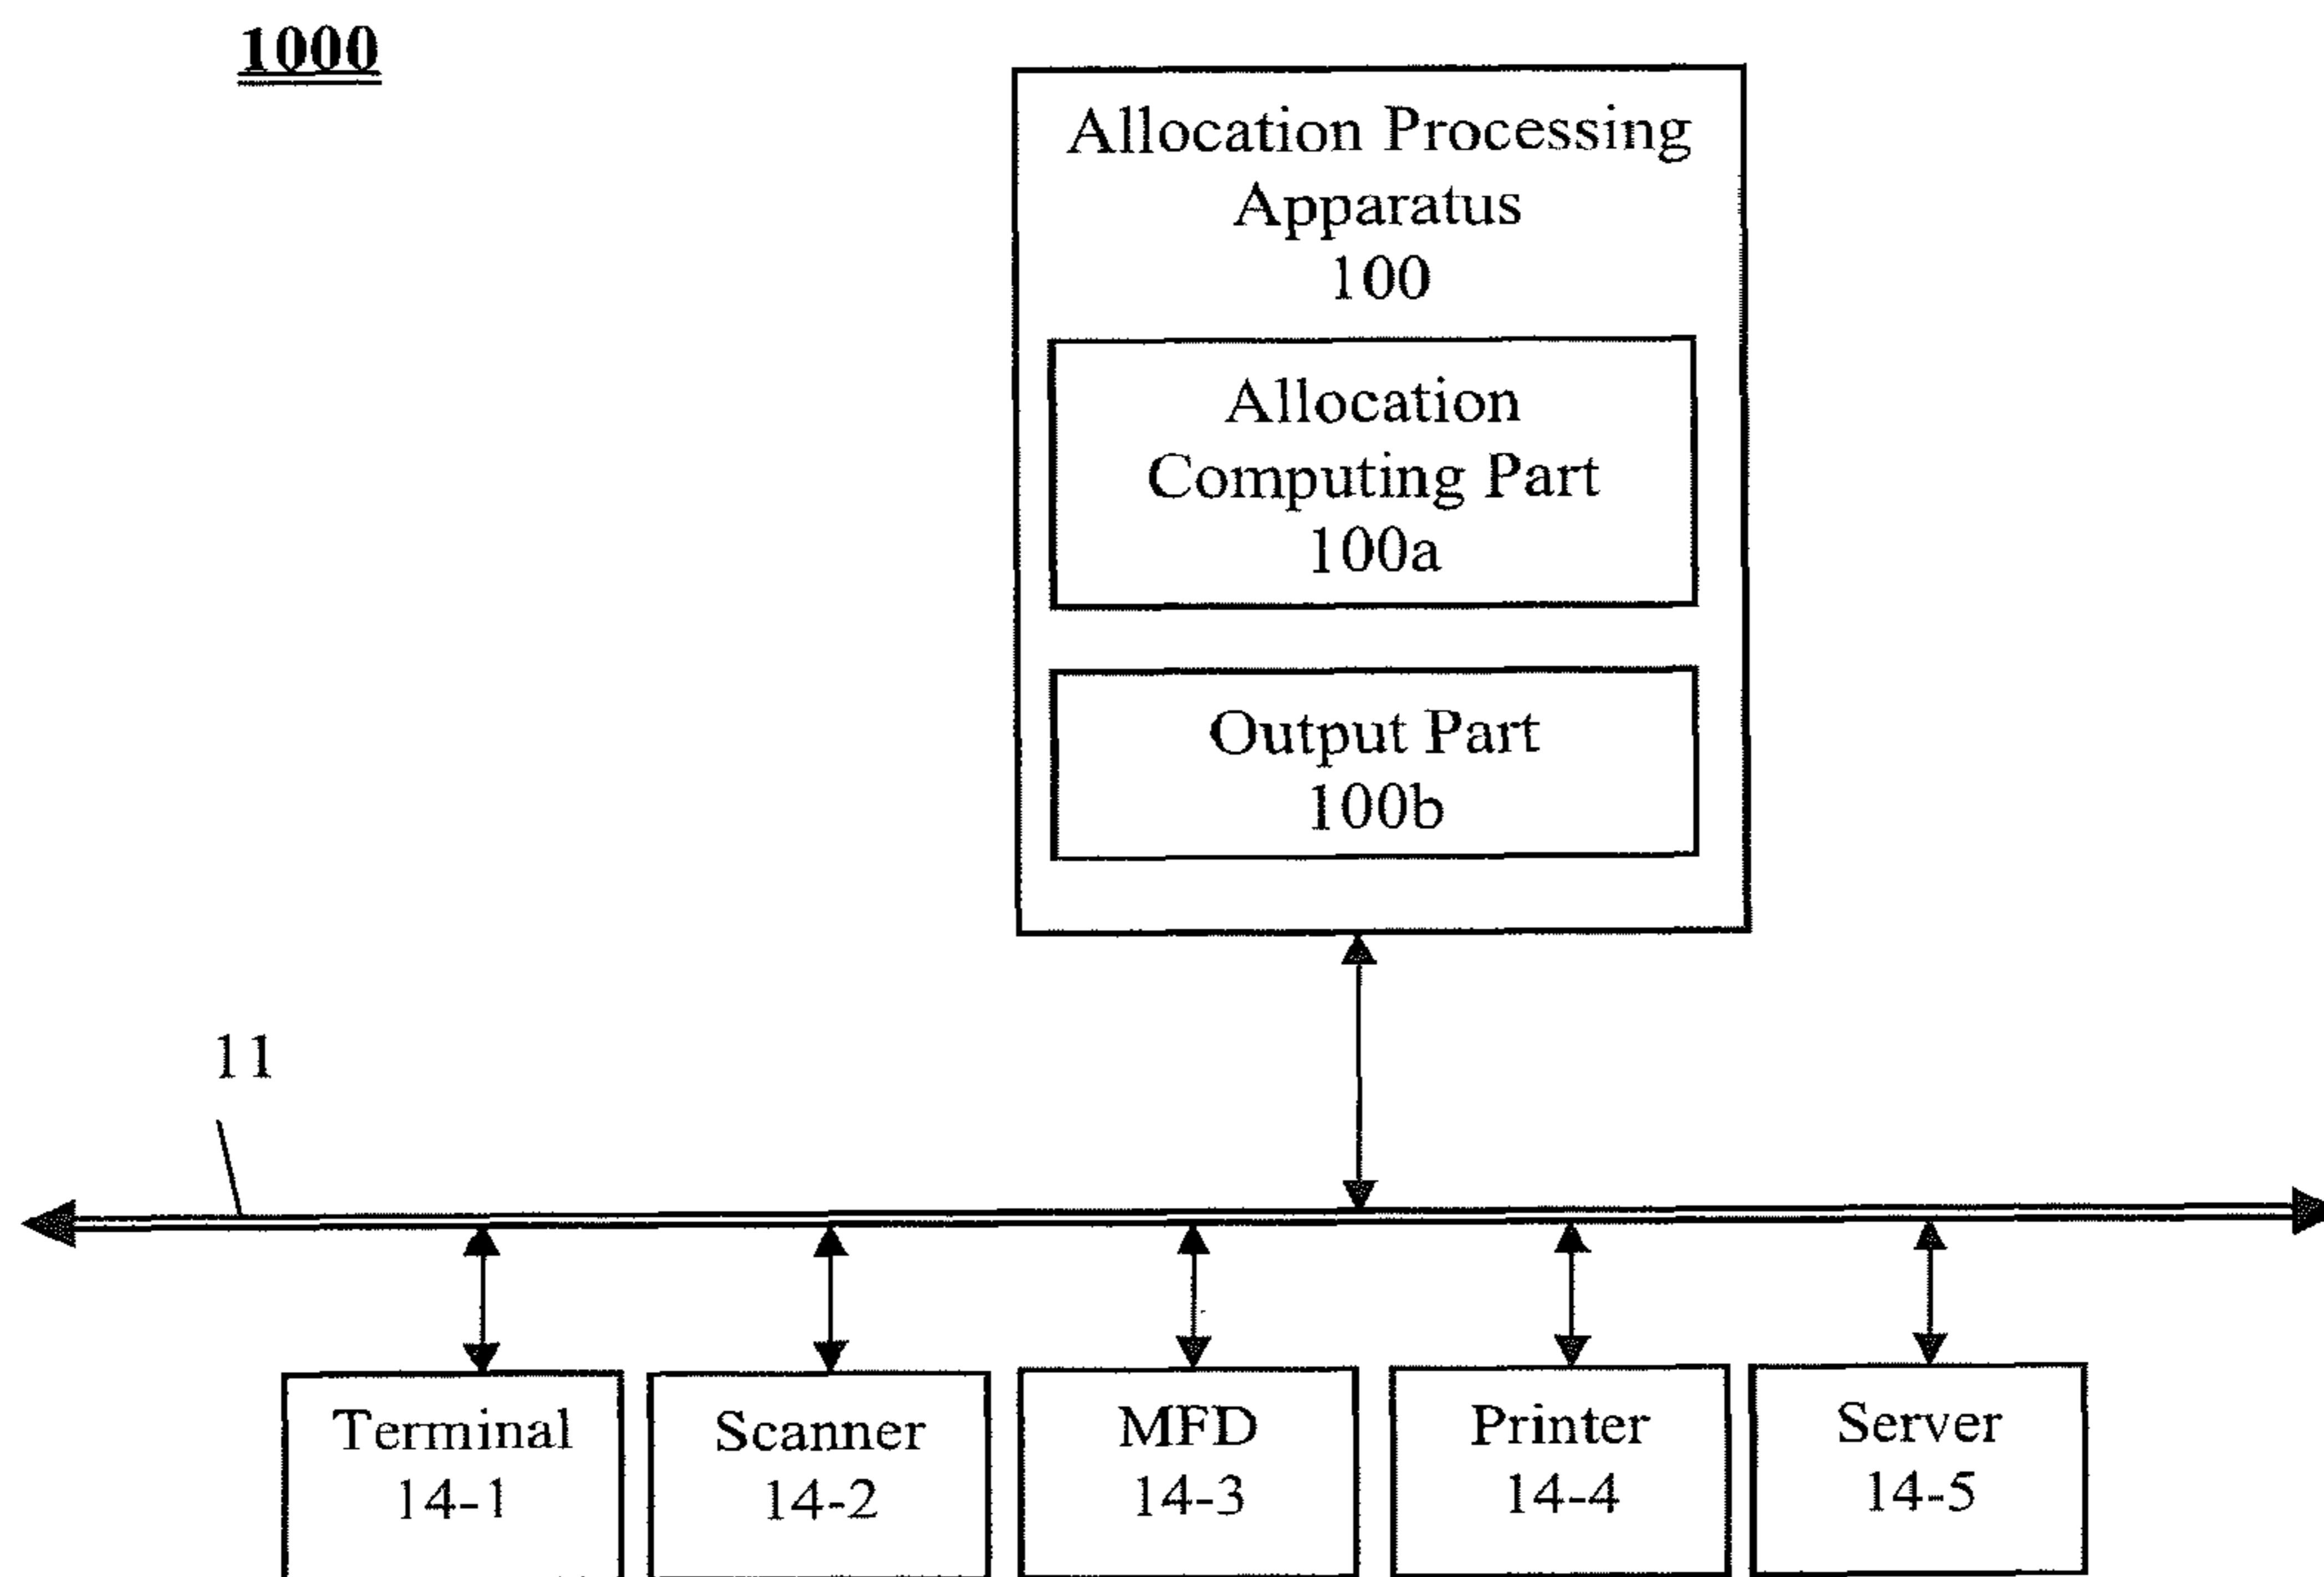 1000
Allocation Processing
Apparatus
100
Allocation
Computing Part
100a
Output Part
100b
11
Terminal
14-1
Scanner
14-2
MFD
14-3
Printer
14-4
Server
14-5